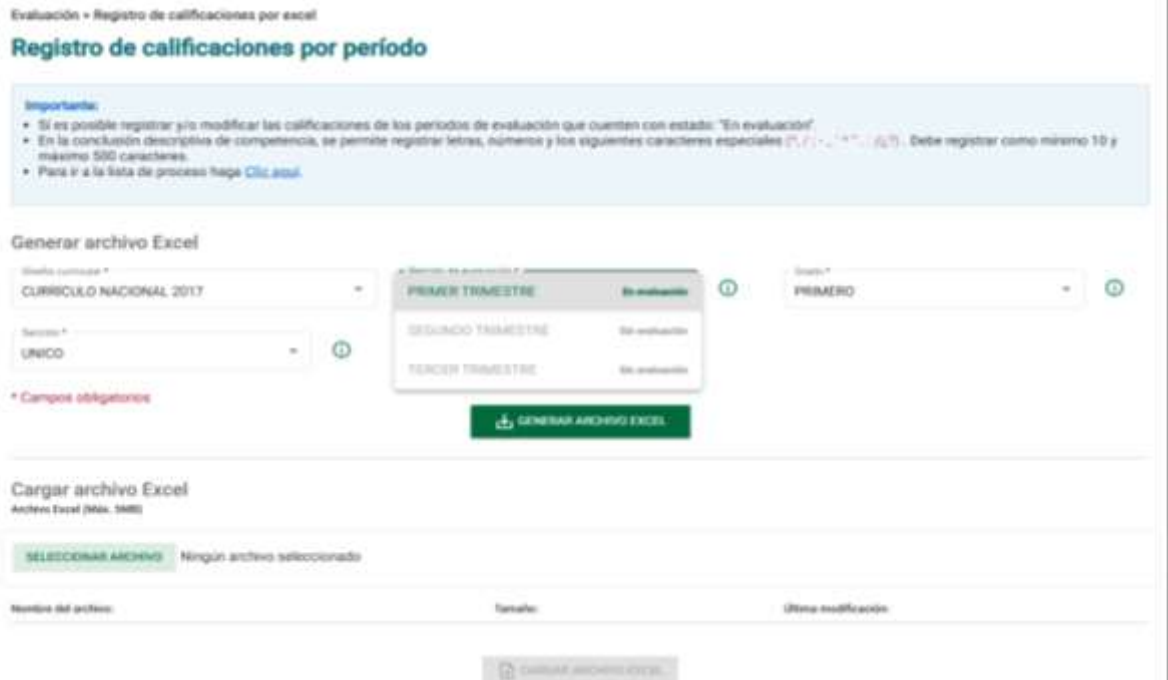 Evaluación • Registro de calificaciones por excel
Registro de calificaciones por período
Importante:
• Si es posible registrar y/o modificar las calificaciones de los periodos de evaluación que cuenten con estado: "En evaluación"
• En la conclusión descriptiva de competencia, se permite registrar letras, números y los siguientes caracteres especiales . Debe registrar como mínimo 10 y
máximo 500 caracteres.
• Para ir a la lista de proceso haga Clic aquí.
Generar archivo Excel
Diseño curricular *
CURRÍCULO NACIONAL 2017
PRIMER TRIMESTRE En evaluación
SEGUNDO TRIMESTRE Sin evaluación
TERCER TRIMESTRE Sin evaluación
Grado *
PRIMERO
Sección *
UNICO
* Campos obligatorios
GENERAR ARCHIVO EXCEL
Cargar archivo Excel
Archivo Excel (Máx. 5MB)
SELECCIONAR ARCHIVO Ningún archivo seleccionado
Nombre del archivo: Tamaño: Última modificación:
CARGAR ARCHIVO EXCEL